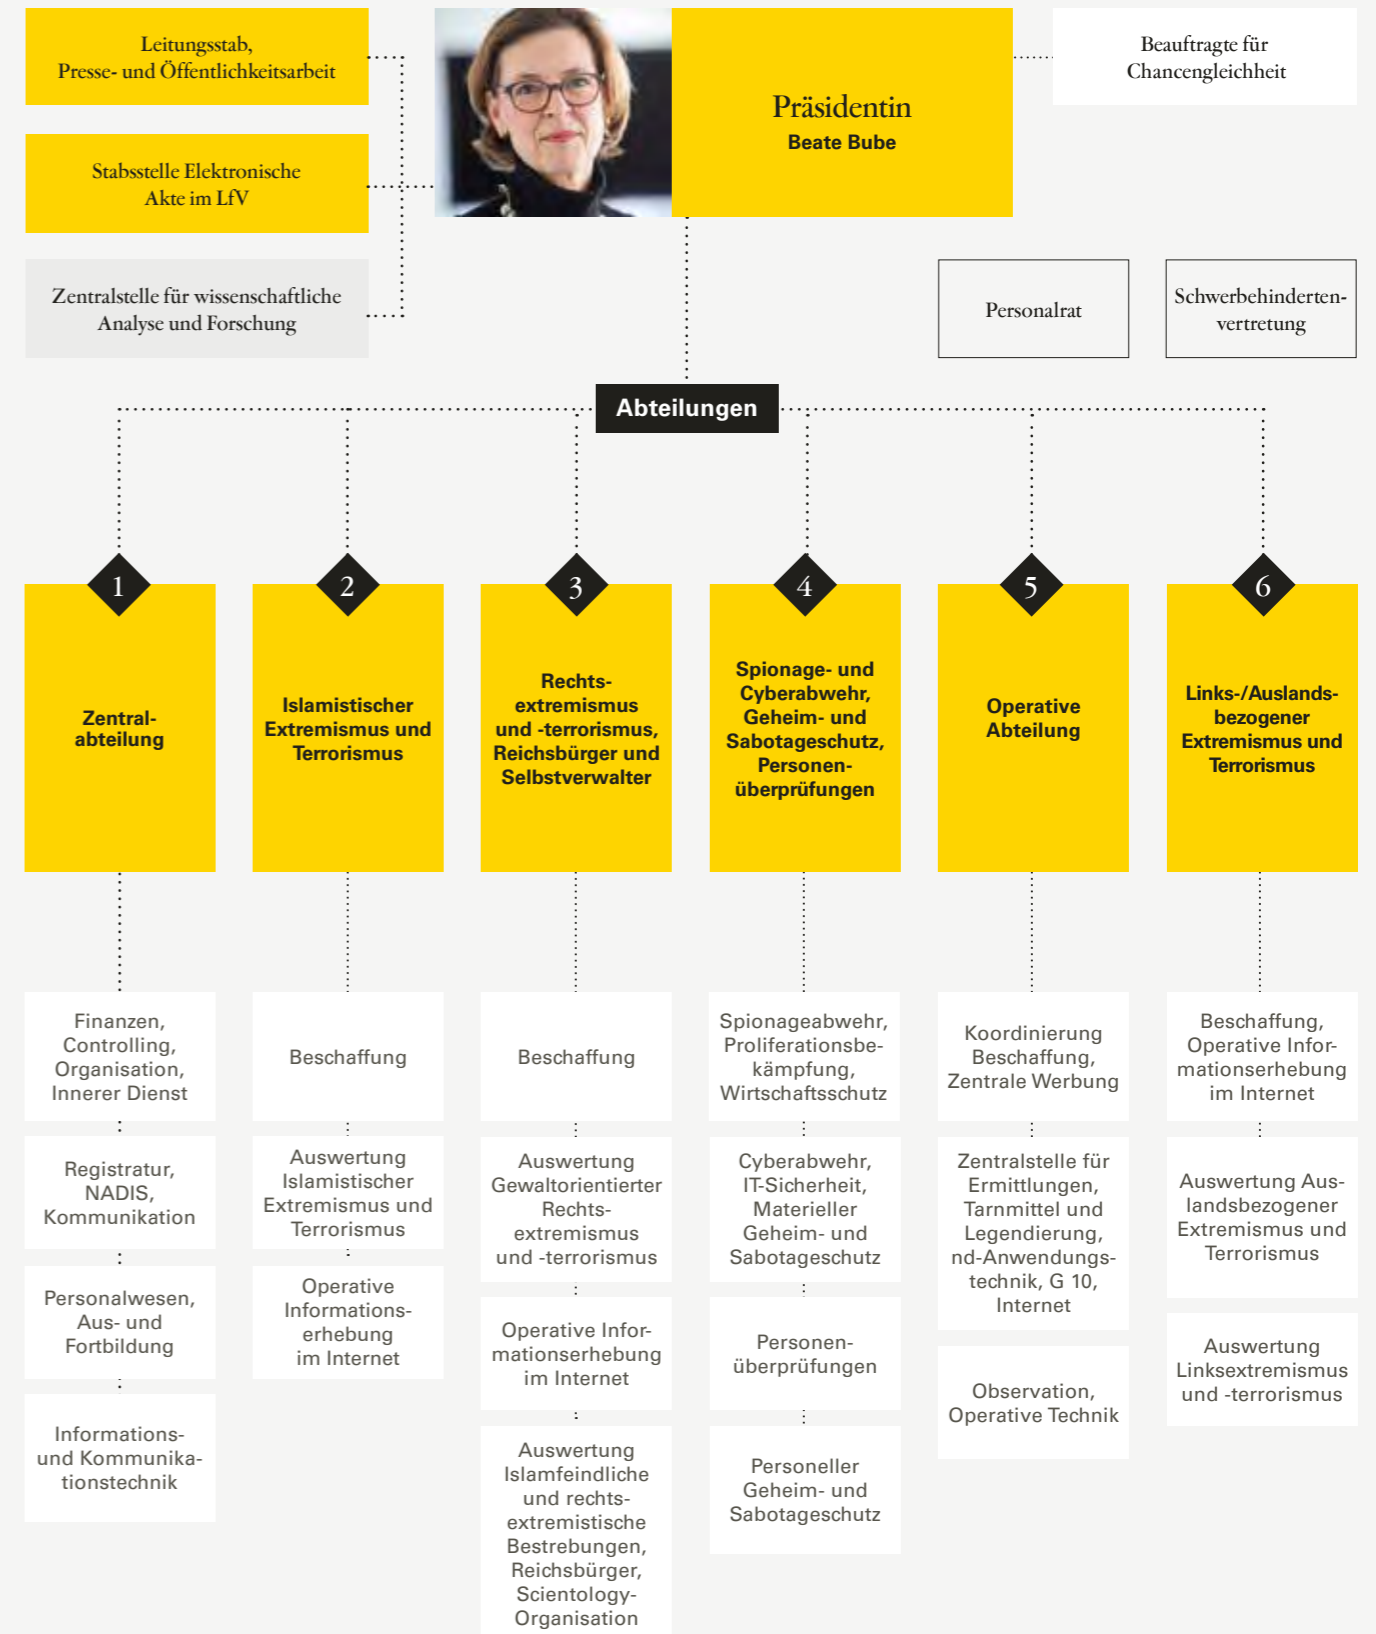 Leitungsstab,
Presse- und Öffentlichkeitsarbeit
Präsidentin
Beate Bube
Beauftragte für
Chancengleichheit
Stabsstelle Elektronische
Akte im LfV
Zentralstelle für wissenschaftliche
Analyse und Forschung
Personalrat
Schwerbehinderten-
vertretung
Abteilungen
1
Zentral-
abteilung
Finanzen,
Controlling,
Organisation,
Innerer Dienst
Registratur,
NADIS,
Kommunikation
Personalwesen,
Aus- und
Fortbildung
Informations-
und Kommunika-
tionstechnik
2
Islamistischer
Extremismus und
Terrorismus
Beschaffung
Auswertung
Islamistischer
Extremismus und
Terrorismus
Operative
Informations-
erhebung
im Internet
3
Rechts-
extremismus
und -terrorismus,
Reichsbürger und
Selbstverwalter
Beschaffung
Auswertung
Gewaltorientierter
Rechts-
extremismus
und -terrorismus
Operative Infor-
mationserhebung
im Internet
Auswertung
Islamfeindliche
und rechts-
extremistische
Bestrebungen,
Reichsbürger,
Scientology-
Organisation
4
Spionage- und
Cyberabwehr,
Geheim- und
Sabotageschutz,
Personen-
überprüfungen
Spionageabwehr,
Proliferationsbe-
kämpfung,
Wirtschaftsschutz
Cyberabwehr,
IT-Sicherheit,
Materieller
Geheim- und
Sabotageschutz
Personen-
überprüfungen
Personeller
Geheim- und
Sabotageschutz
5
Operative
Abteilung
Koordinierung
Beschaffung,
Zentrale Werbung
Zentralstelle für
Ermittlungen,
Tarnmittel und
Legendierung,
nd-Anwendungs-
technik, G 10,
Internet
Observation,
Operative Technik
6
Links-/Auslands-
bezogener
Extremismus und
Terrorismus
Beschaffung,
Operative Infor-
mationserhebung
im Internet
Auswertung Aus-
landsbezogener
Extremismus und
Terrorismus
Auswertung
Linksextremismus
und -terrorismus